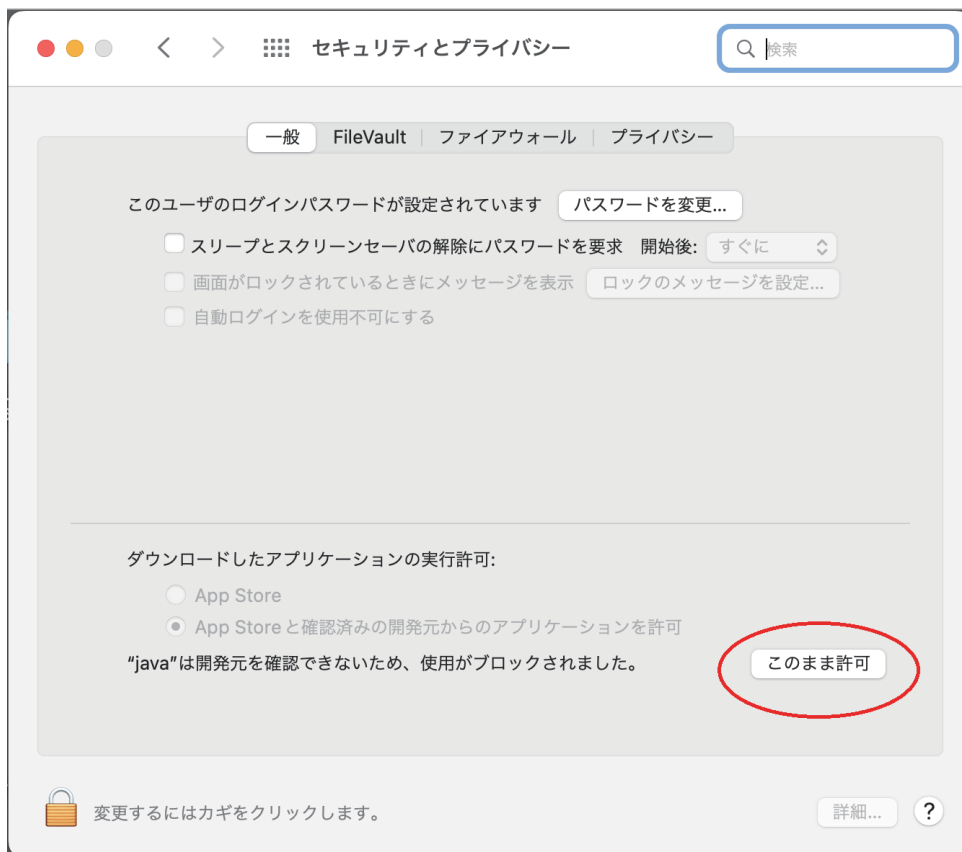 セキュリティとプライバシー 検索
一般 FileVault ファイアウォール プライバシー
このユーザのログインパスワードが設定されています パスワードを変更...
スリープとスクリーンセーバの解除にパスワードを要求 開始後: すぐに
画面がロックされているときにメッセージを表示 ロックのメッセージを設定...
自動ログインを使用不可にする
ダウンロードしたアプリケーションの実行許可:
App Store
App Storeと確認済みの開発元からのアプリケーションを許可
“java”は開発元を確認できないため、使用がブロックされました。 このまま許可
変更するにはカギをクリックします。 詳細... ?